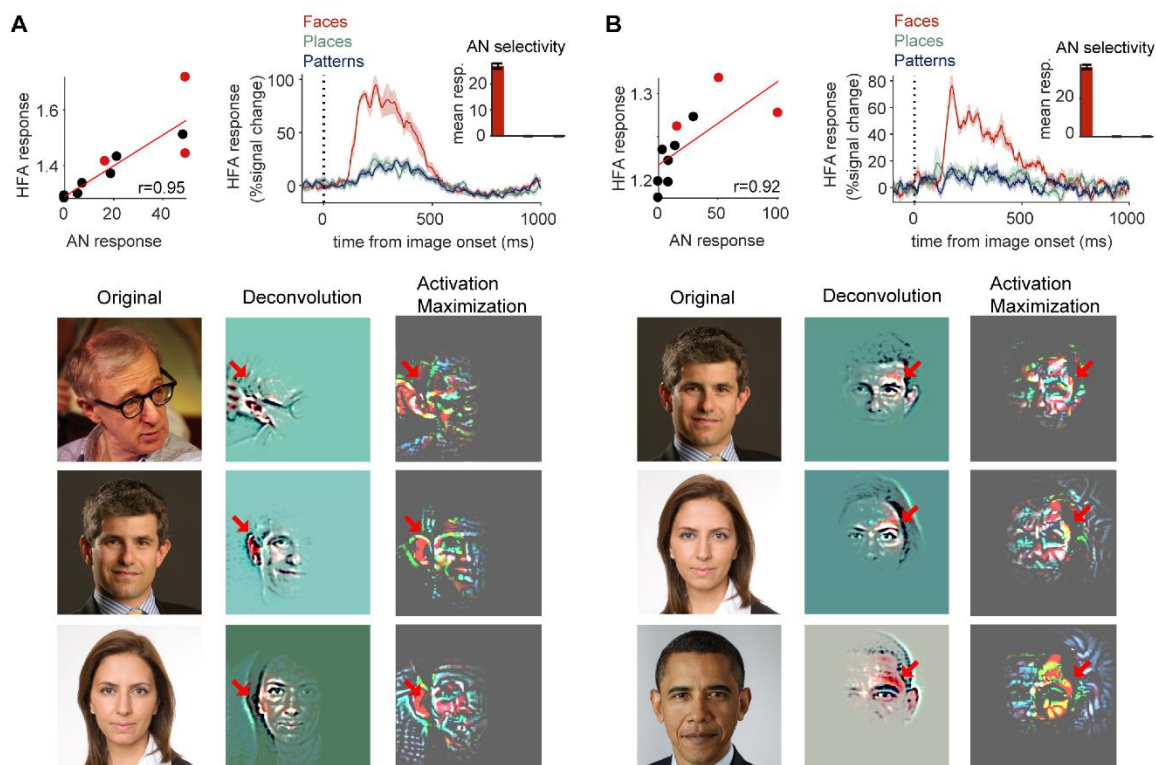 A
Faces
Places
Patterns
HFA response
1.6
1.4
0
20
40
r=0.95
AN response
HFA response
(%signal change)
100
50
0
0
500
1000
time from image onset (ms)
AN selectivity
mean resp.
20
10
0
B
Faces
Places
Patterns
HFA response
1.3
1.2
0
50
100
r=0.92
AN response
HFA response
(%signal change)
80
60
40
20
0
0
500
1000
time from image onset (ms)
AN selectivity
mean resp.
20
0
Original
Deconvolution
Activation
Maximization
Original
Deconvolution
Activation
Maximization